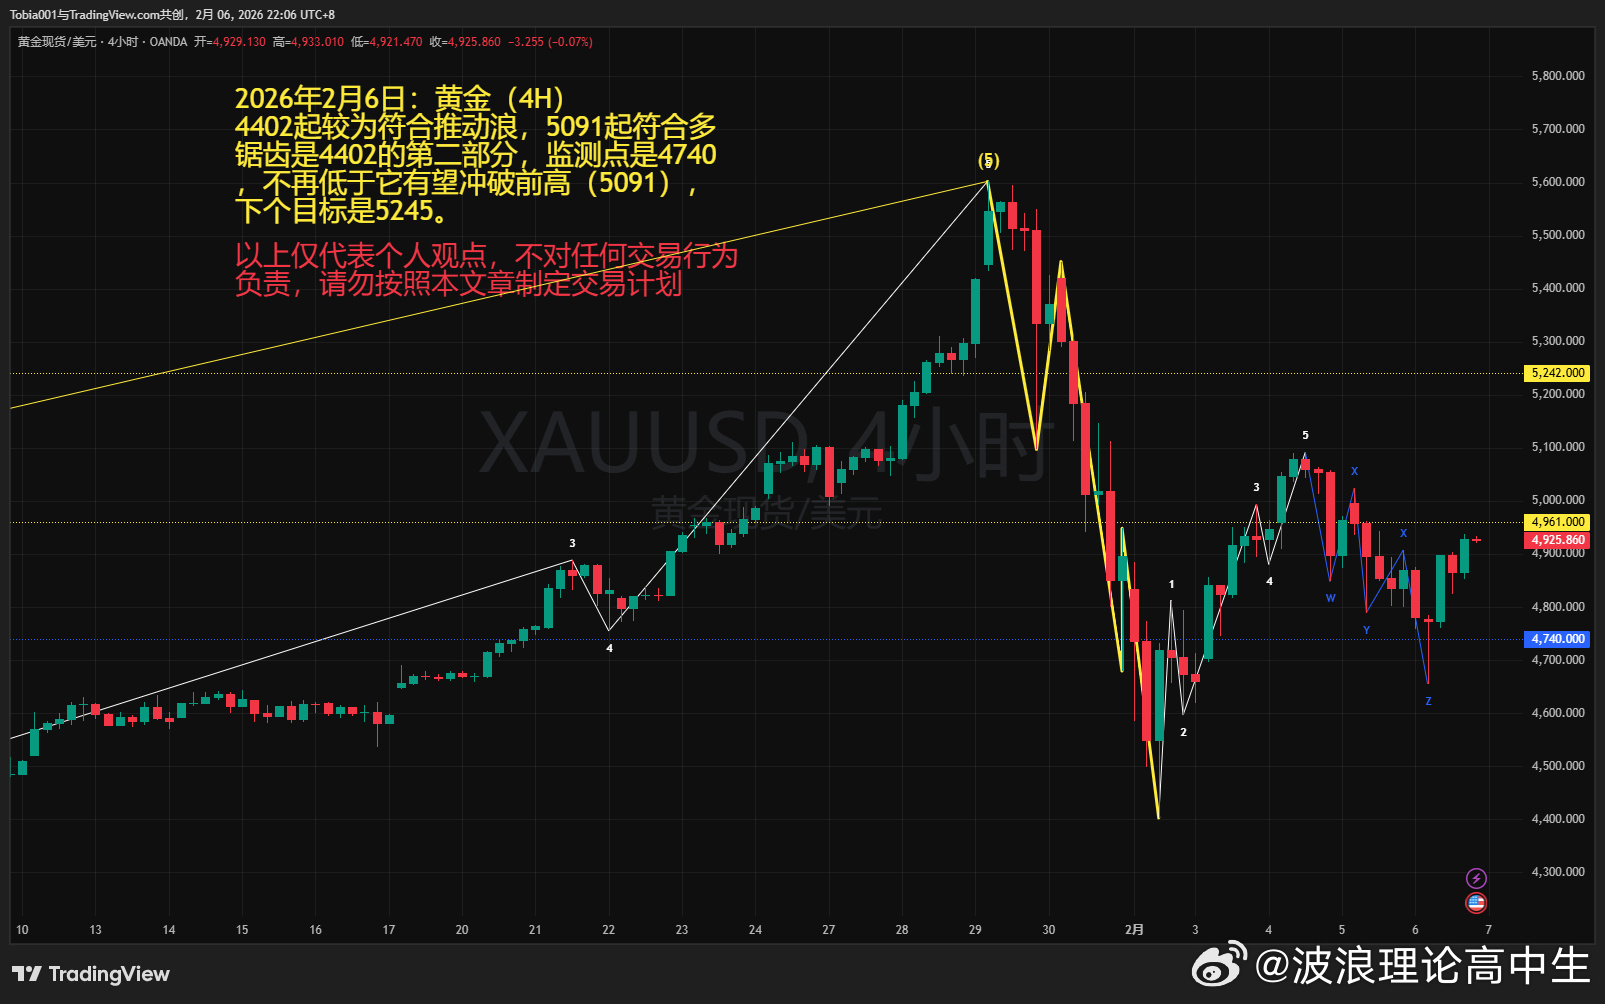 Tobia001与TradingView.com共创，2月 06, 2026 22:06 UTC+8
黄金现货/美元 · 4小时 · OANDA 开=4,929.130 高=4,933.010 低=4,921.470 收=4,925.860 −3.255 (−0.07%)
2026年2月6日：黄金（4H）
4402起较为符合推动浪，5091起符合多
锯齿是4402的第二部分，监测点是4740
，不再低于它有望冲破前高（5091），
下个目标是5245。
以上仅代表个人观点，不对任何交易行为
负责，请勿按照本文章制定交易计划
XAUUSD, 4小时
黄金现货/美元
(5)
3
4
1
2
3
4
5
W
X
Y
X
Z
5,800.000
5,700.000
5,600.000
5,500.000
5,400.000
5,300.000
5,242.000
5,200.000
5,100.000
5,000.000
4,961.000
4,925.860
4,900.000
4,800.000
4,740.000
4,700.000
4,600.000
4,500.000
4,400.000
4,300.000
10 13 14 15 16 17 20 21 22 23 24 27 28 29 30 2月 3 4 5 6 7
TradingView
@波浪理论高中生